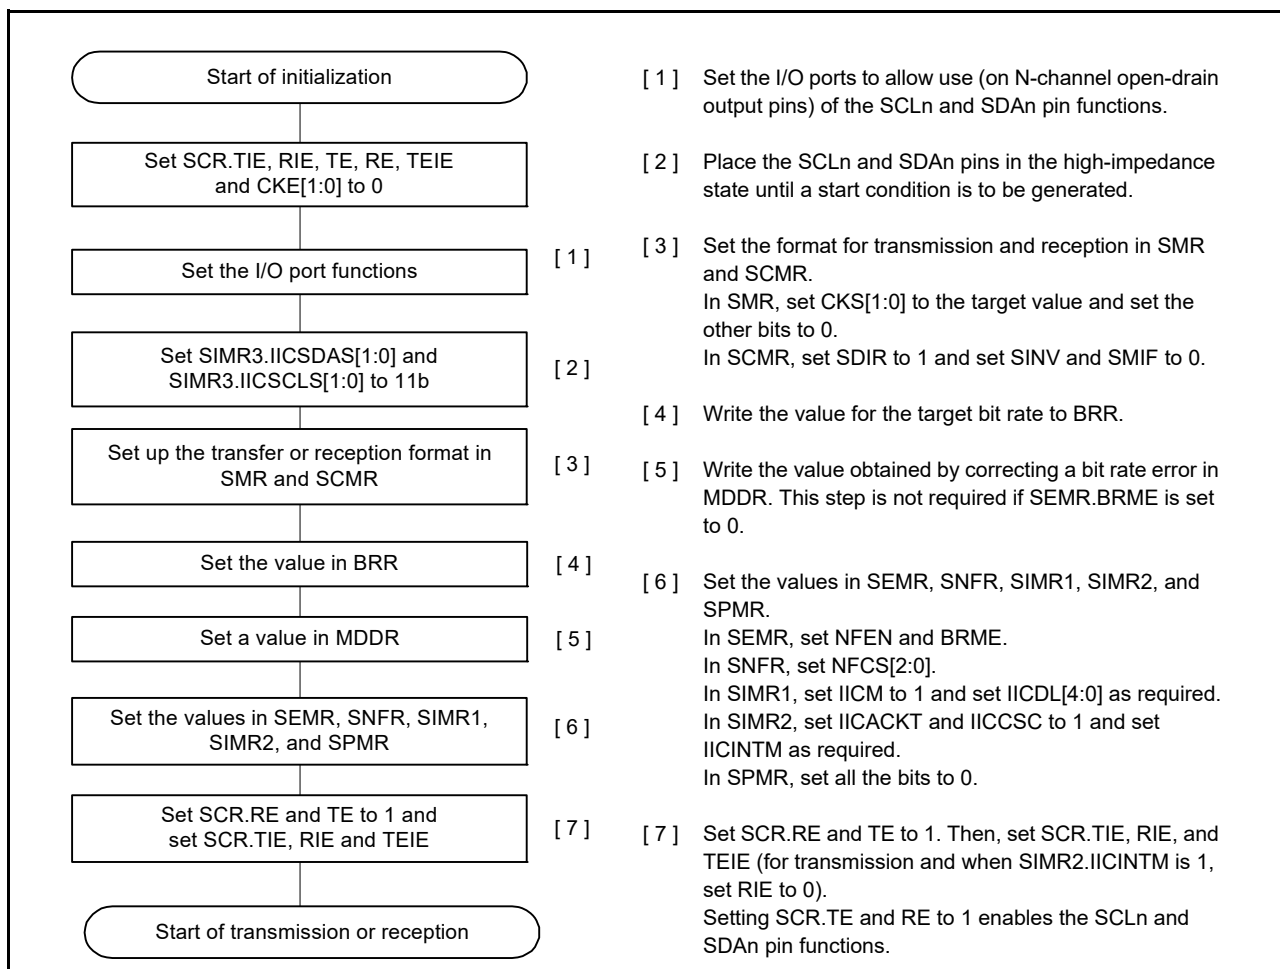 Start of initialization
Set SCR.TIE, RIE, TE, RE, TEIE
and CKE[1:0] to 0
Set the I/O port functions
[ 1 ]
Set SIMR3.IICSDAS[1:0] and
SIMR3.IICSCLS[1:0] to 11b
[ 2 ]
Set up the transfer or reception format in
SMR and SCMR
[ 3 ]
Set the value in BRR
[ 4 ]
Set a value in MDDR
[ 5 ]
Set the values in SEMR, SNFR, SIMR1,
SIMR2, and SPMR
[ 6 ]
Set SCR.RE and TE to 1 and
set SCR.TIE, RIE and TEIE
[ 7 ]
Start of transmission or reception
[ 1 ] Set the I/O ports to allow use (on N-channel open-drain
output pins) of the SCLn and SDAn pin functions.
[ 2 ] Place the SCLn and SDAn pins in the high-impedance
state until a start condition is to be generated.
[ 3 ] Set the format for transmission and reception in SMR
and SCMR.
In SMR, set CKS[1:0] to the target value and set the
other bits to 0.
In SCMR, set SDIR to 1 and set SINV and SMIF to 0.
[ 4 ] Write the value for the target bit rate to BRR.
[ 5 ] Write the value obtained by correcting a bit rate error in
MDDR. This step is not required if SEMR.BRME is set
to 0.
[ 6 ] Set the values in SEMR, SNFR, SIMR1, SIMR2, and
SPMR.
In SEMR, set NFEN and BRME.
In SNFR, set NFCS[2:0].
In SIMR1, set IICM to 1 and set IICDL[4:0] as required.
In SIMR2, set IICACKT and IICCSC to 1 and set
IICINTM as required.
In SPMR, set all the bits to 0.
[ 7 ] Set SCR.RE and TE to 1. Then, set SCR.TIE, RIE, and
TEIE (for transmission and when SIMR2.IICINTM is 1,
set RIE to 0).
Setting SCR.TE and RE to 1 enables the SCLn and
SDAn pin functions.